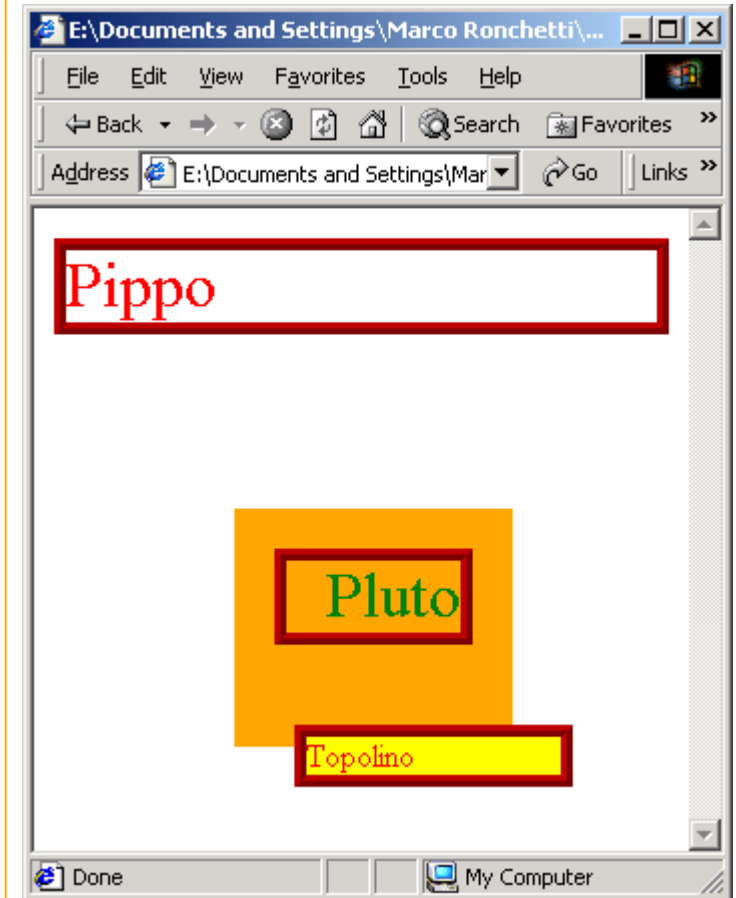 E:\Documents and Settings\Marco Ronchetti\...
File Edit View Favorites Tools Help
Back Search Favorites »
Address E:\Documents and Settings\Mar Go Links »
Pippo
Pluto
Topolino
Done My Computer